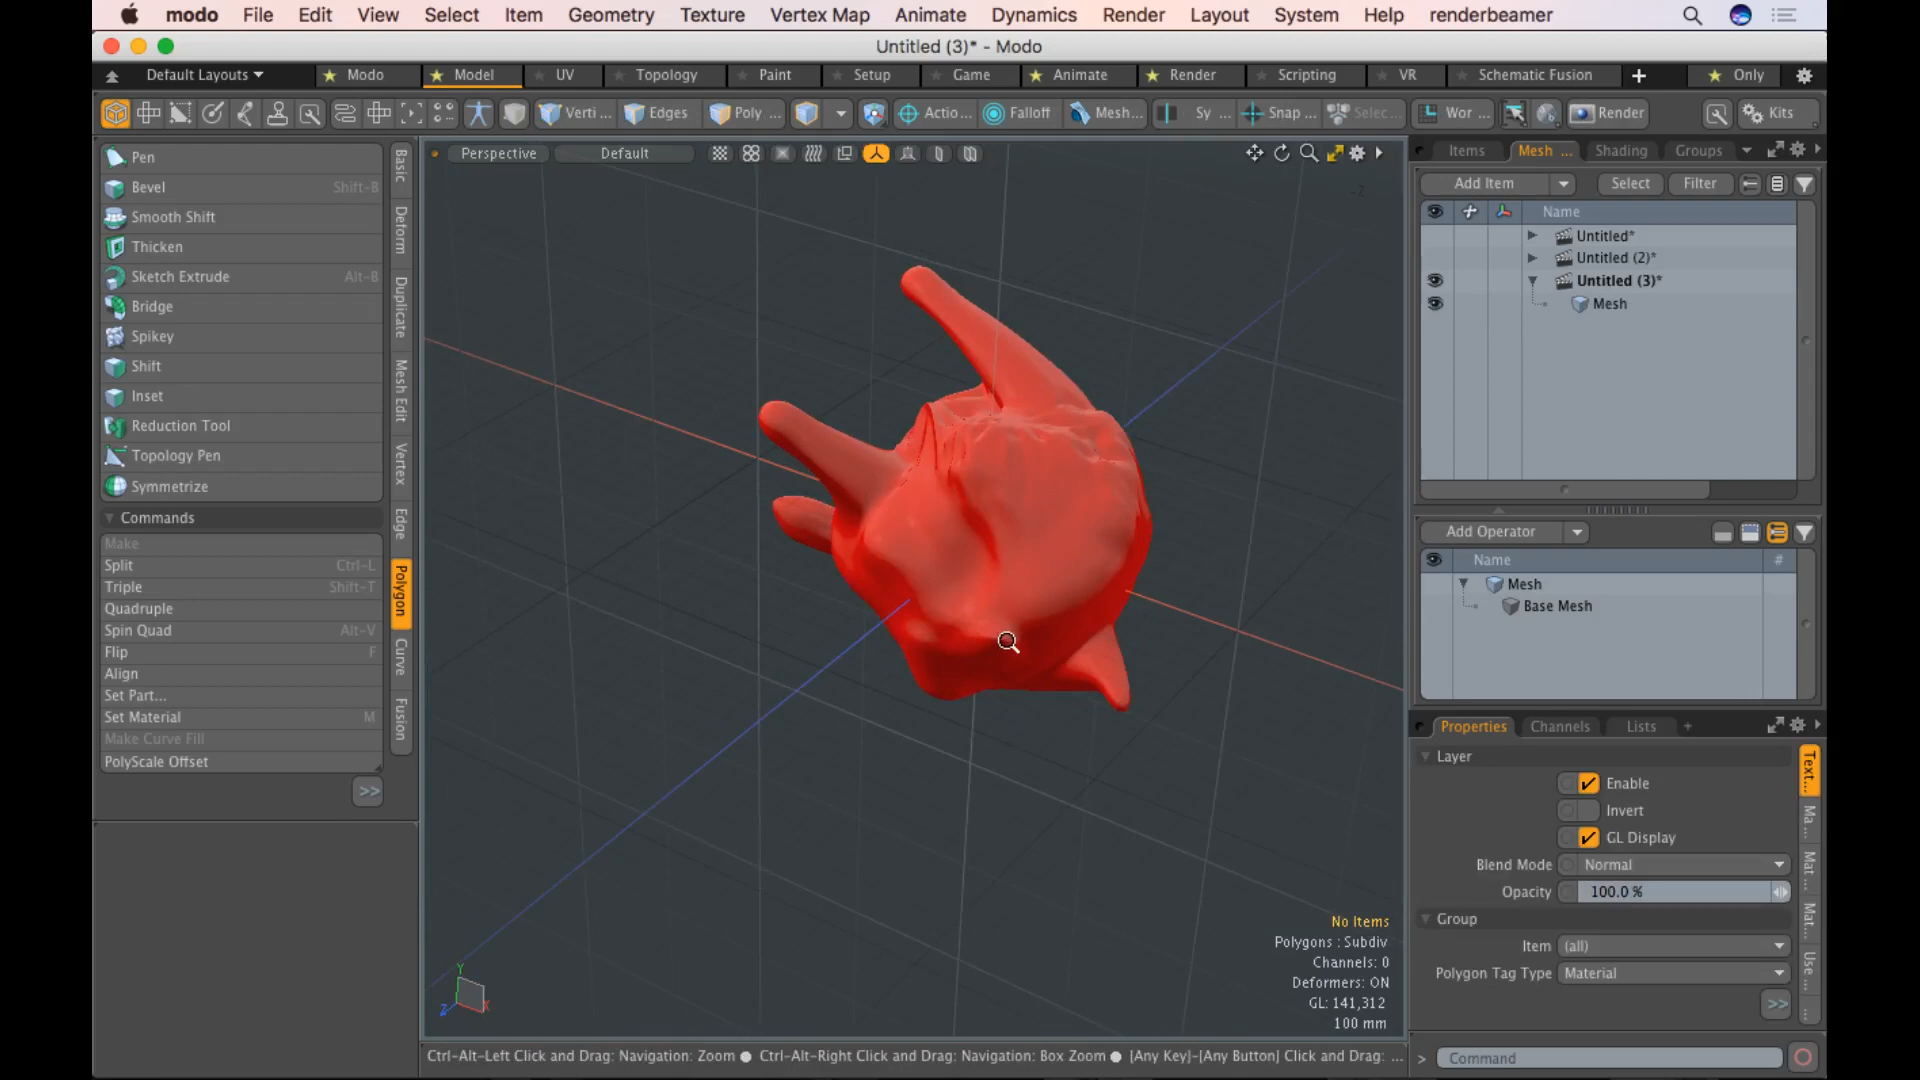 modo File Edit View Select Item Geometry Texture Vertex Map Animate Dynamics Render Layout System Help renderbeamer
Untitled (3)* - Modo
Default Layouts Modo Model UV Topology Paint Setup Game Animate Render Scripting VR Schematic Fusion + Only
Verti ... Edges Poly ... Actio... Falloff Mesh... Sy ... Snap ... Selec... Wor ... Render Kits
Perspective Default
Pen
Bevel Shift-B
Smooth Shift
Thicken
Sketch Extrude Alt-B
Bridge
Spikey
Shift
Inset
Reduction Tool
Topology Pen
Symmetrize
Commands
Make
Split Ctrl-L
Triple Shift-T
Quadruple
Spin Quad Alt-V
Flip F
Align
Set Part...
Set Material M
Make Curve Fill
PolyScale Offset
>>
Basic
Deform
Duplicate
Mesh Edit
Vertex
Edge
Polygon
Curve
Fusion
-Z
No Items
Polygons : Subdiv
Channels: 0
Deformers: ON
GL: 141,312
100 mm
Y
Z
X
Ctrl-Alt-Left Click and Drag: Navigation: Zoom ● Ctrl-Alt-Right Click and Drag: Navigation: Box Zoom ● [Any Key]-[Any Button] Click and Drag: ...
Items Mesh ... Shading Groups
Add Item Select Filter
Name
Untitled*
Untitled (2)*
Untitled (3)*
Mesh
Add Operator
Name #
Mesh
Base Mesh
Properties Channels Lists +
Layer
Enable
Invert
GL Display
Blend Mode Normal
Opacity 100.0 %
Group
Item (all)
Polygon Tag Type Material
>>
Text...
Ma...
Mat ...
Mat...
Use ...
...
> Command